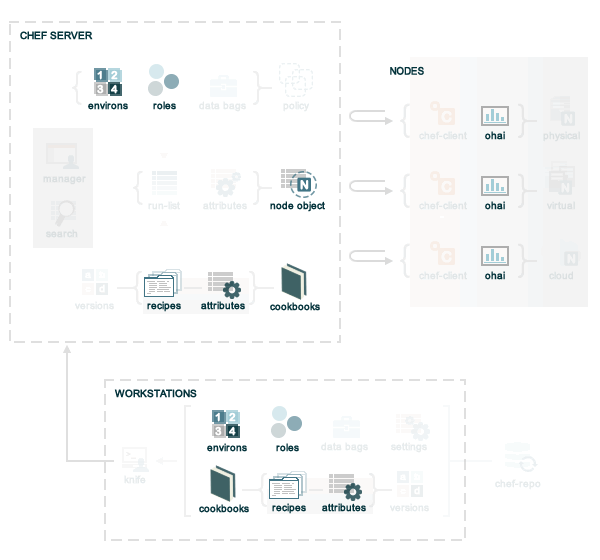 CHEF SERVER
NODES
1 2
3 4
environs
roles
data bags
policy
C
chef-client
ohai
physical
manager
run-list
attributes
N
node object
C
chef-client
ohai
N
virtual
search
C
chef-client
ohai
N
cloud
versions
recipes
attributes
cookbooks
WORKSTATIONS
1 2
3 4
environs
roles
data bags
settings
knife
chef-repo
cookbooks
recipes
attributes
versions